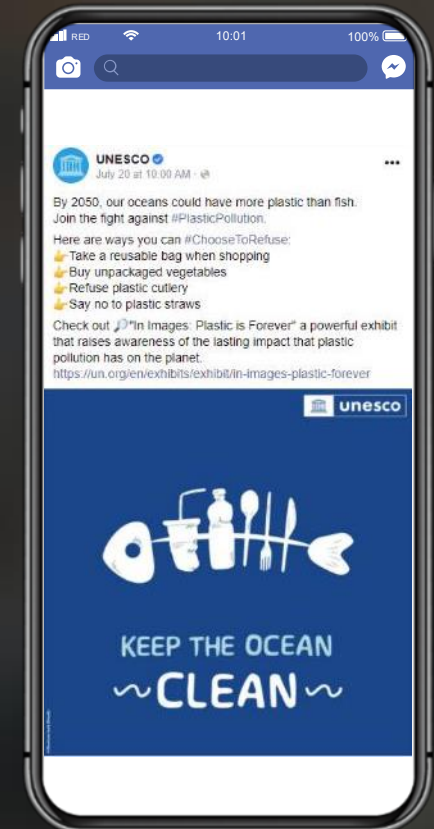 RED
10:01
100%
UNESCO
July 20 at 10:00 AM ·
By 2050, our oceans could have more plastic than fish.
Join the fight against #PlasticPollution.
Here are ways you can #ChooseToRefuse:
Take a reusable bag when shopping
Buy unpackaged vegetables
Refuse plastic cutlery
Say no to plastic straws
Check out "In Images: Plastic is Forever" a powerful exhibit
that raises awareness of the lasting impact that plastic
pollution has on the planet.
https://un.org/en/exhibits/exhibit/in-images-plastic-forever
unesco
KEEP THE OCEAN
~CLEAN~